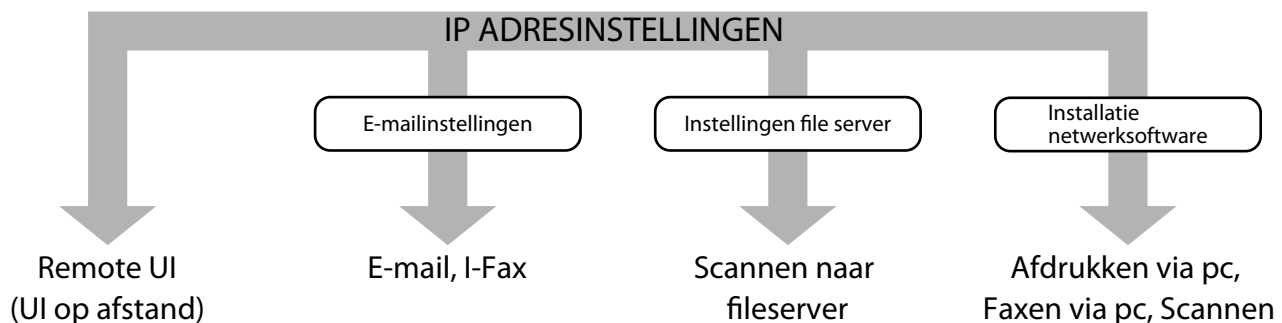 IP ADRESINSTELLINGEN
E-mailinstellingen
Instellingen file server
Installatie
netwerksoftware
Remote UI
(UI op afstand)
E-mail, I-Fax
Scannen naar
fileserver
Afdrukken via pc,
Faxen via pc, Scannen